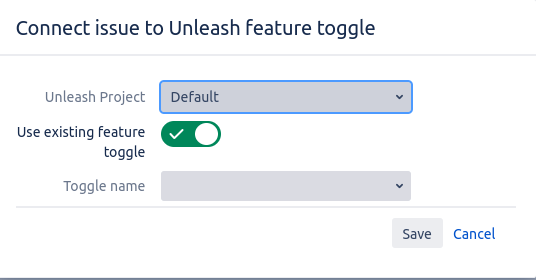 Connect issue to Unleash feature toggle
Unleash Project
Default
Use existing feature
toggle
Toggle name
Save
Cancel